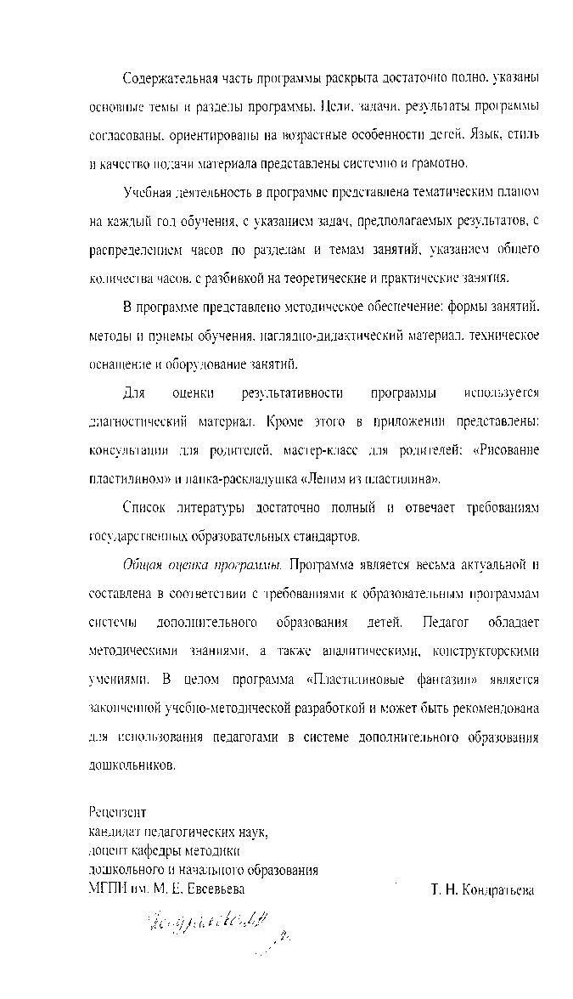 Содержательная часть программы раскрыта достаточно полно, указаны
основные темы и разделы программы. Цели, задачи, результаты программы
согласованы, ориентированы на возрастные особенности детей. Язык, стиль
и качество подачи материала представлены системно и грамотно.
Учебная деятельность в программе представлена тематическим планом
на каждый год обучения, с указанием задач, предполагаемых результатов, с
распределением часов по разделам и темам занятий, указанием общего
количества часов, с разбивкой на теоретические и практические занятия.
В программе представлено методическое обеспечение: формы занятий,
методы и приемы обучения, наглядно-дидактический материал, техническое
оснащение и оборудование занятий.
Для оценки результативности программы используется
диагностический материал. Кроме этого в приложении представлены:
консультации для родителей, мастер-класс для родителей: «Рисование
пластилином» и папка-раскладушка «Лепим из пластилина».
Список литературы достаточно полный и отвечает требованиям
государственных образовательных стандартов.
Общая оценка программы. Программа является весьма актуальной и
составлена в соответствии с требованиями к образовательным программам
системы дополнительного образования детей. Педагог обладает
методическими знаниями, а также аналитическими, конструкторскими
умениями. В целом программа «Пластилиновые фантазии» является
законченной учебно-методической разработкой и может быть рекомендована
для использования педагогами в системе дополнительного образования
дошкольников.
Рецензент
кандидат педагогических наук,
доцент кафедры методики
дошкольного и начального образования
МГПИ им. М. Е. Евсевьева Т. Н. Кондратьева